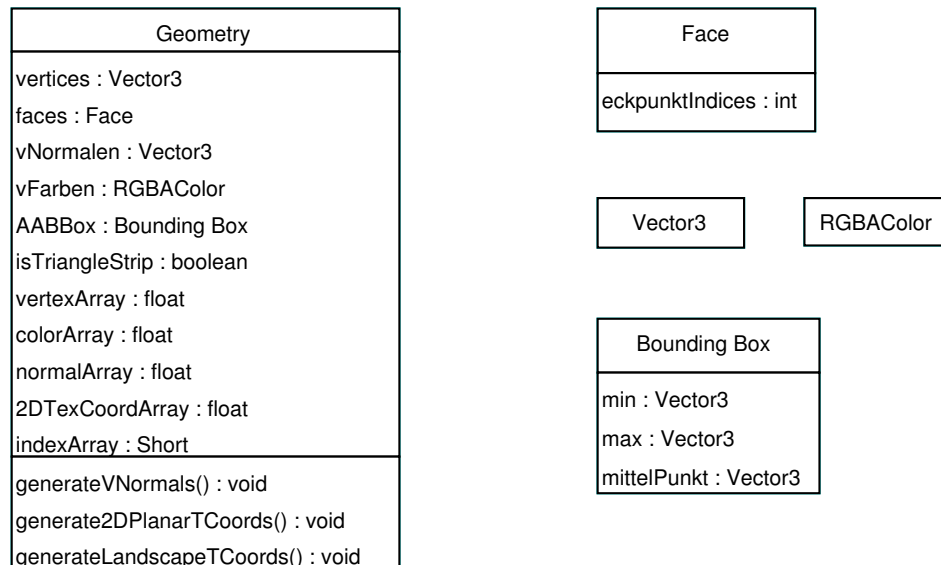 Geometry
vertices : Vector3
faces : Face
vNormalen : Vector3
vFarben : RGBAColor
AABBox : Bounding Box
isTriangleStrip : boolean
vertexArray : float
colorArray : float
normalArray : float
2DTexCoordArray : float
indexArray : Short
generateVNormals() : void
generate2DPlanarTCoords() : void
generateLandscapeTCoords() : void
Face
eckpunktIndices : int
Vector3
RGBAColor
Bounding Box
min : Vector3
max : Vector3
mittelPunkt : Vector3